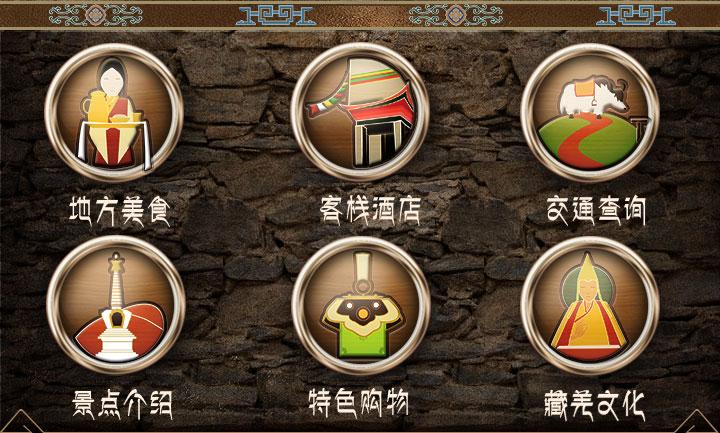 地方美食
客栈酒店
交通查询
景点介绍
特色购物
藏羌文化